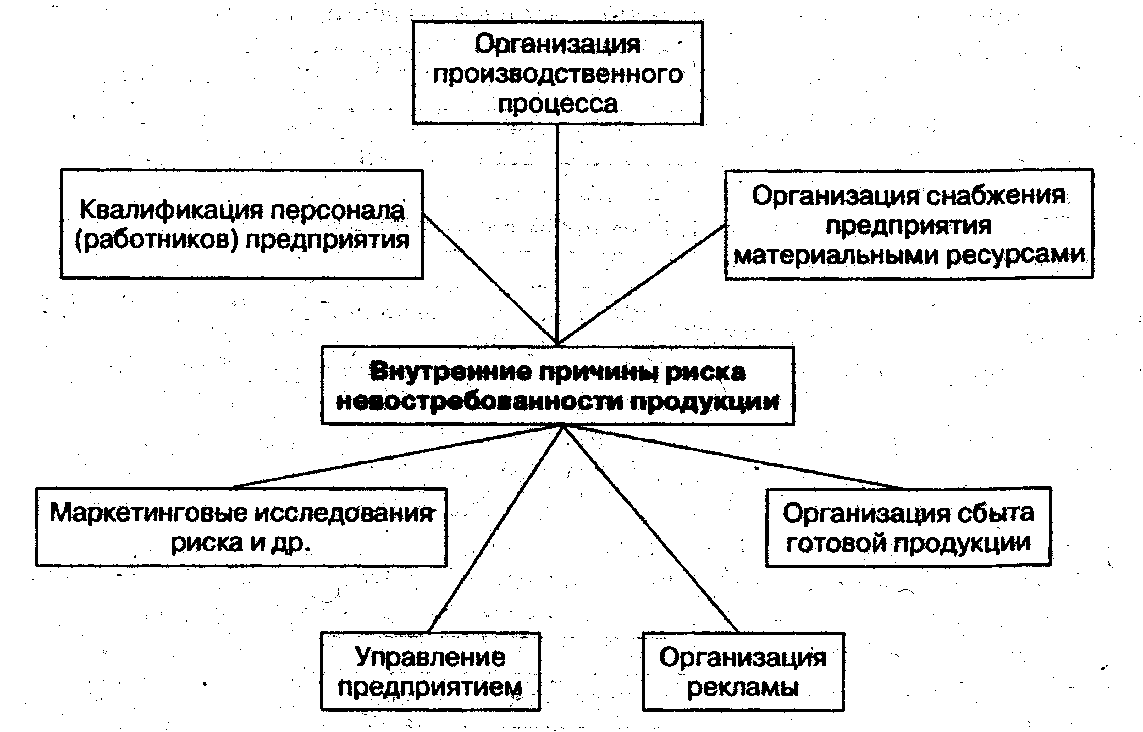 Организация
производственного
процесса
Квалификация персонала
(работников) предприятия
Организация снабжения
предприятия
материальными ресурсами
Внутренние причины риска
невостребованности продукции
Маркетинговые исследования
риска и др.
Организация сбыта
готовой продукции
Управление
предприятием
Организация
рекламы